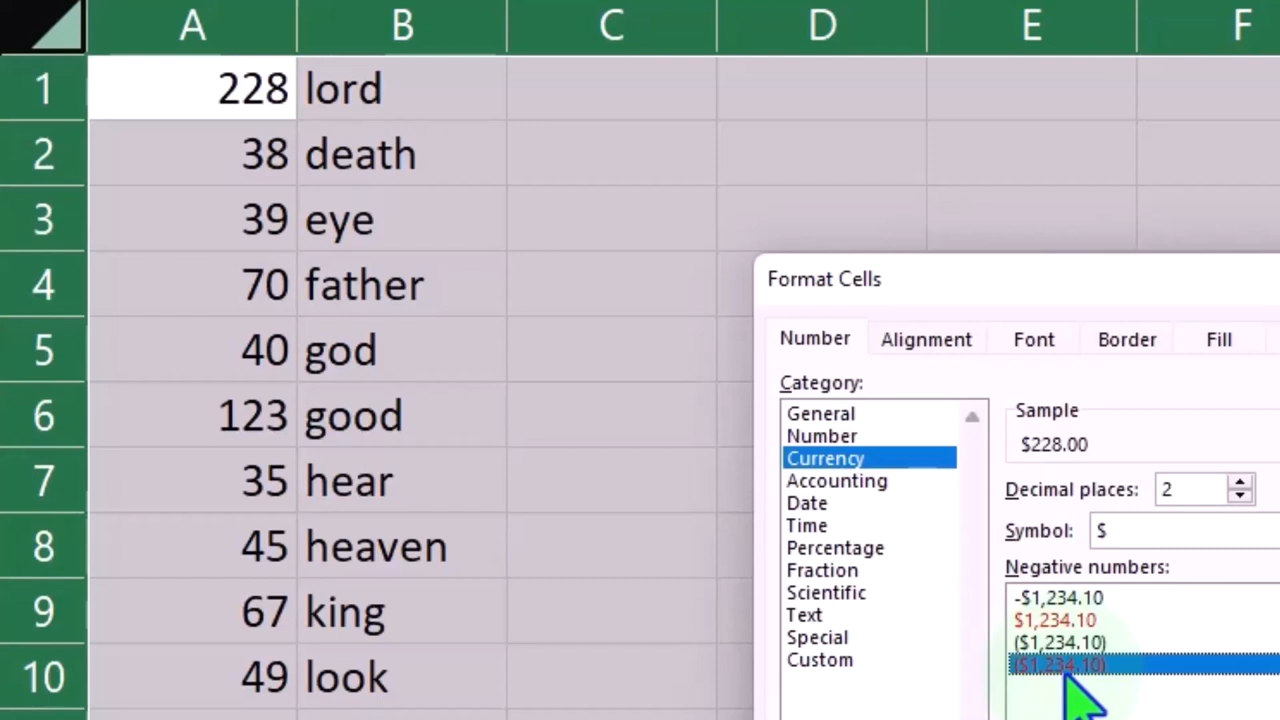 A B C D E F
1 228 lord
2 38 death
3 39 eye
4 70 father
5 40 god
6 123 good
7 35 hear
8 45 heaven
9 67 king
10 49 look
Format Cells
Number Alignment Font Border Fill
Category:
General
Number
Currency
Accounting
Date
Time
Percentage
Fraction
Scientific
Text
Special
Custom
Sample
$228.00
Decimal places: 2
Symbol: $
Negative numbers:
-$1,234.10
$1,234.10
($1,234.10)
($1,234.10)